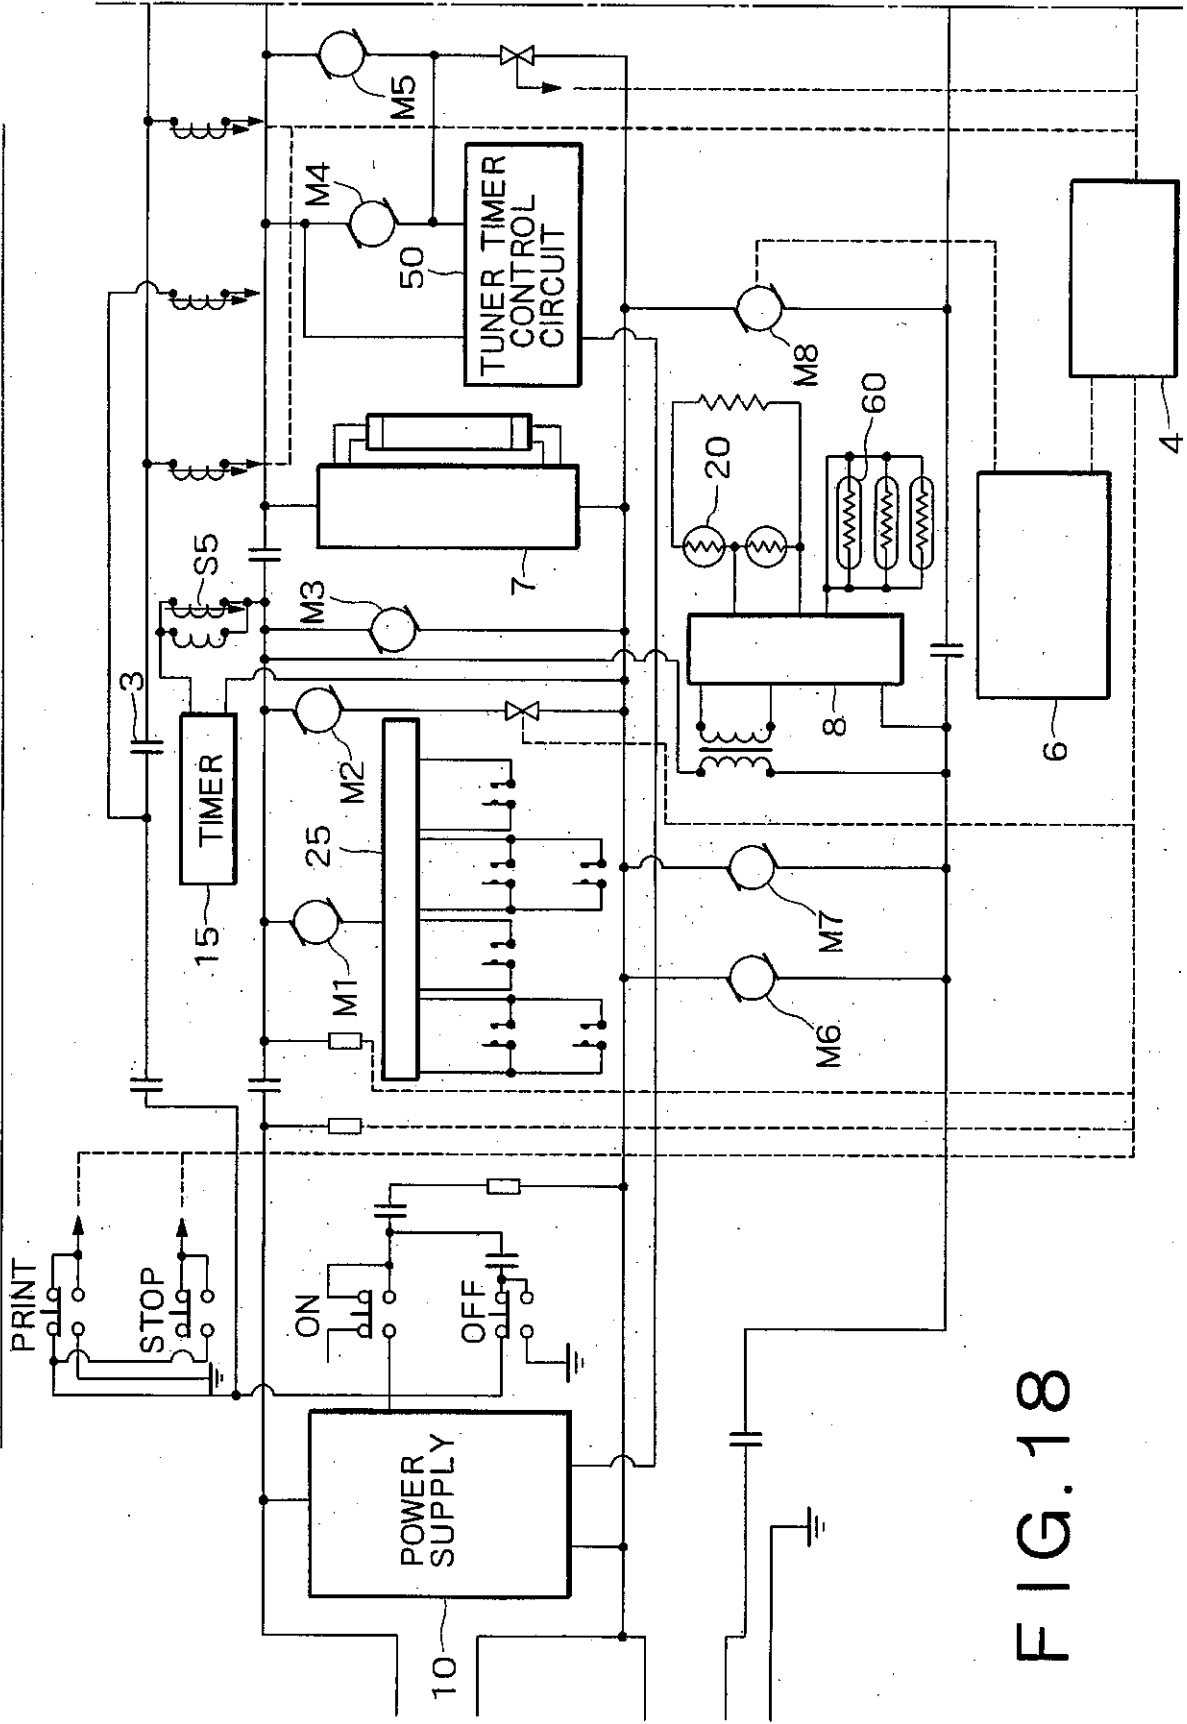 PRINT
STOP
ON
OFF
POWER
SUPPLY
10
15
TIMER
3
S5
M1
25
M2
M3
7
M4
50
TUNER TIMER
CONTROL
CIRCUIT
M5
M6
M7
8
20
60
M8
6
4
FIG. 18